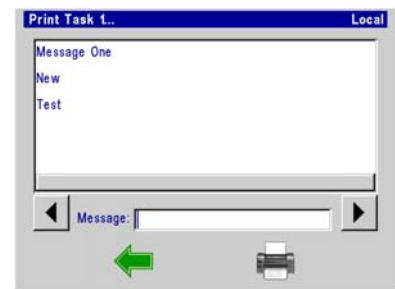 Print Task 1... Local
Message One
New
Test
Message: